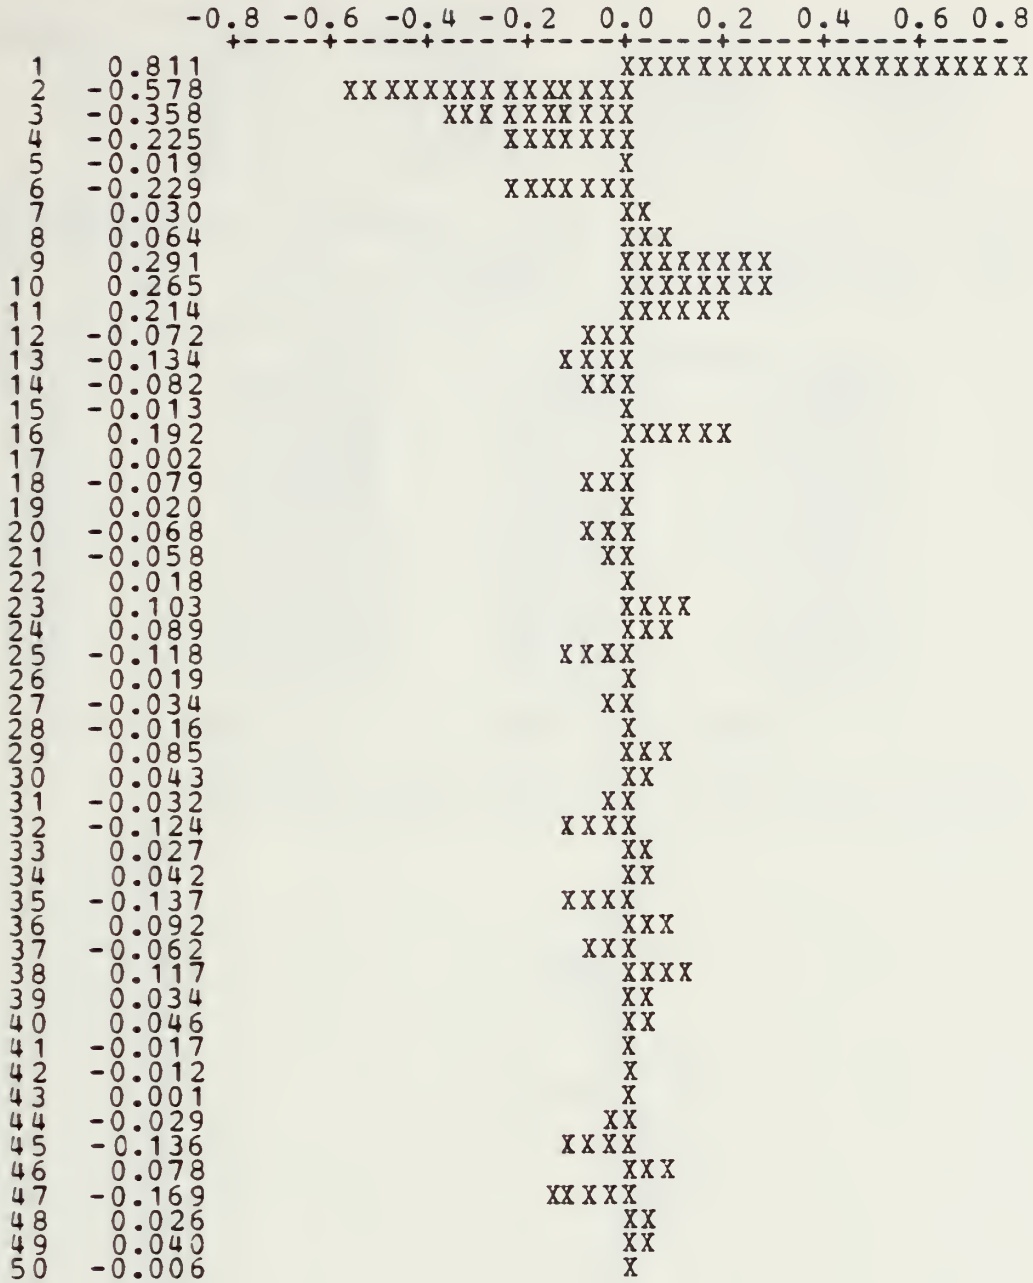 -0.8 -0.6 -0.4 -0.2 0.0 0.2 0.4 0.6 0.8
+----+----+----+----+----+----+----+----
1 0.811 XXXXXXXXXXXXXXXXXXXXX
2 -0.578 XXXXXXXXXXXXXXX
3 -0.358 XXXXXXXXXX
4 -0.225 XXXXXXX
5 -0.019 X
6 -0.229 XXXXXXX
7 0.030 XX
8 0.064 XXX
9 0.291 XXXXXXXX
10 0.265 XXXXXXXX
11 0.214 XXXXXX
12 -0.072 XXX
13 -0.134 XXXX
14 -0.082 XXX
15 -0.013 X
16 0.192 XXXXXX
17 0.002 X
18 -0.079 XXX
19 0.020 X
20 -0.068 XXX
21 -0.058 XX
22 0.018 X
23 0.103 XXXX
24 0.089 XXX
25 -0.118 XXXX
26 0.019 X
27 -0.034 XX
28 -0.016 X
29 0.085 XXX
30 0.043 XX
31 -0.032 XX
32 -0.124 XXXX
33 0.027 XX
34 0.042 XX
35 -0.137 XXXX
36 0.092 XXX
37 -0.062 XXX
38 0.117 XXXX
39 0.034 XX
40 0.046 XX
41 -0.017 X
42 -0.012 X
43 0.001 X
44 -0.029 XX
45 -0.136 XXXX
46 0.078 XXX
47 -0.169 XXXXX
48 0.026 XX
49 0.040 XX
50 -0.006 X